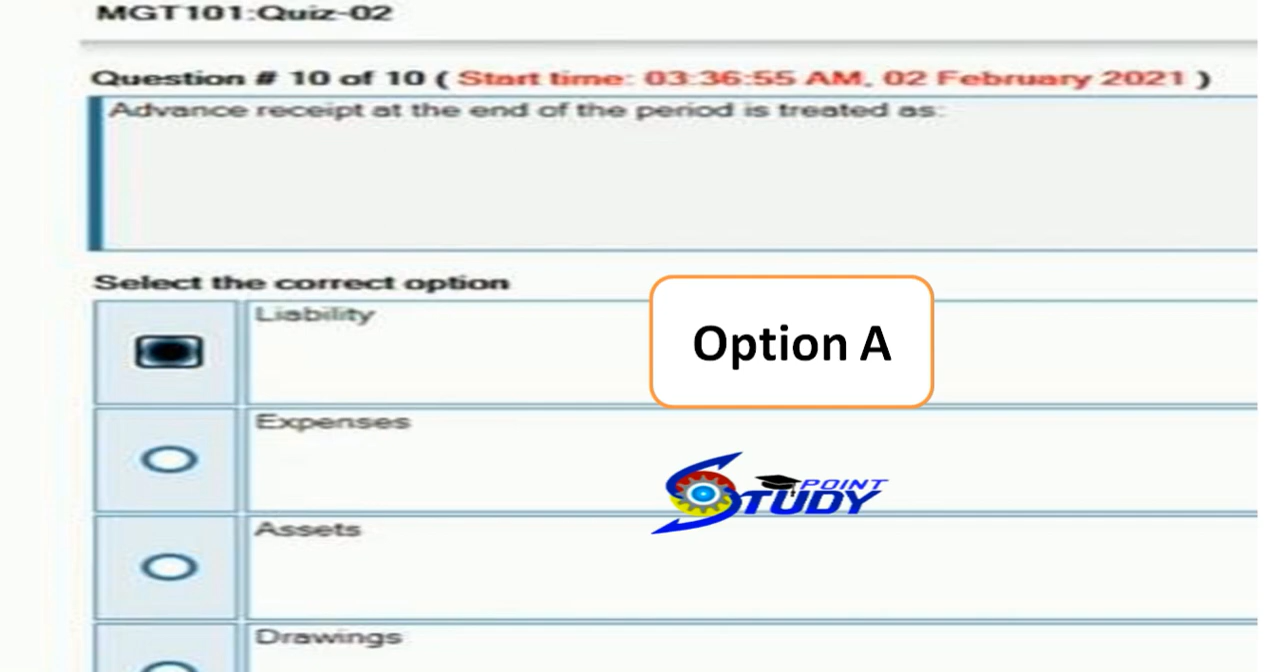 MGT101:Quiz-02
Question # 10 of 10 ( Start time: 03:36:55 AM, 02 February 2021 )
Advance receipt at the end of the period is treated as:
Select the correct option
Liability
Option A
Expenses
POINT
STUDY
Assets
Drawings